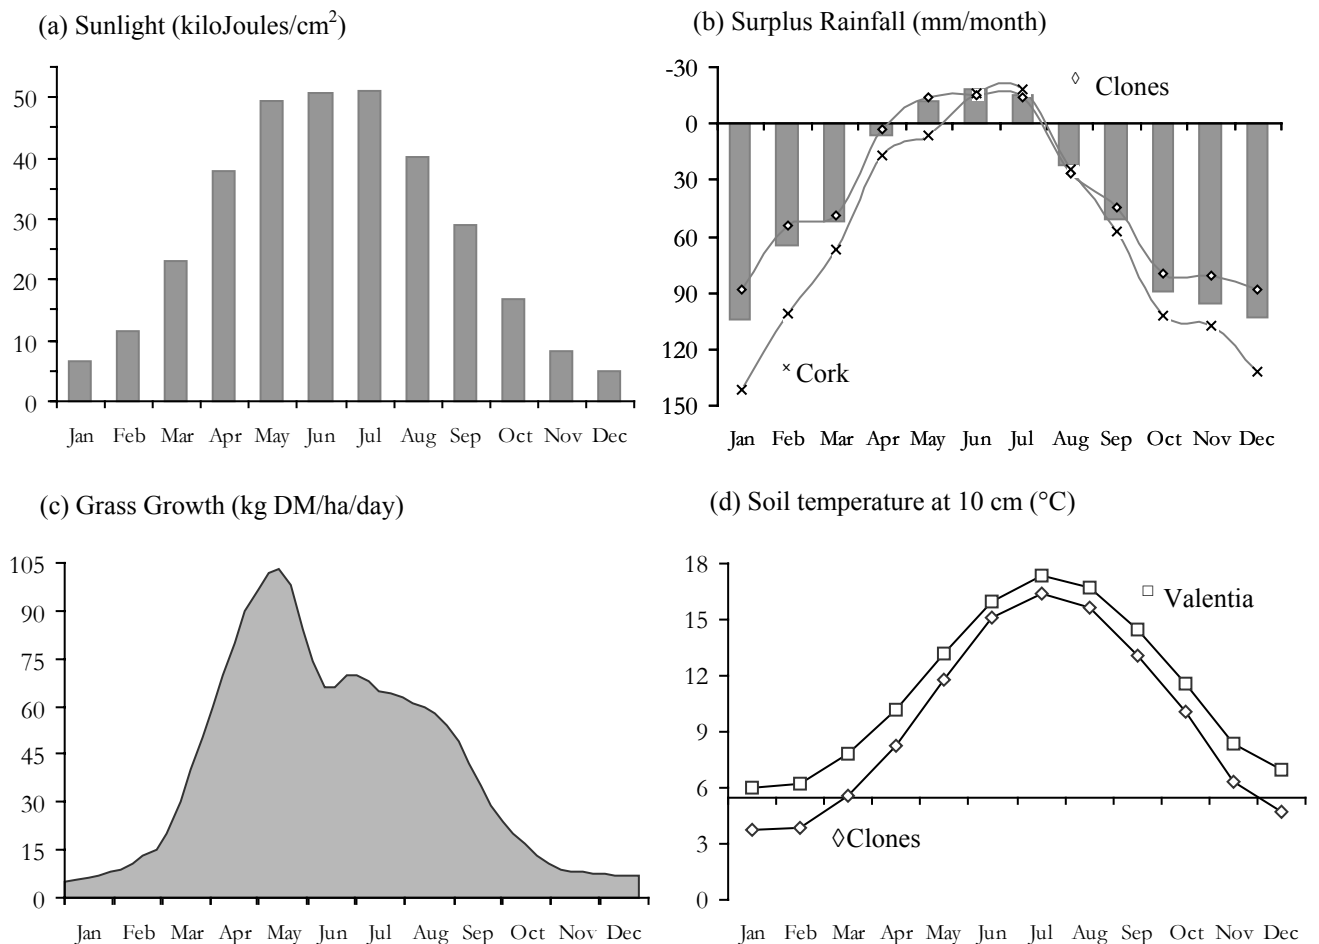 (a) Sunlight (kiloJoules/cm²)
50
40
30
20
10
0
Jan Feb Mar Apr May Jun Jul Aug Sep Oct Nov Dec
(b) Surplus Rainfall (mm/month)
-30
0
30
60
90
120
150
Clones
Cork
Jan Feb Mar Apr May Jun Jul Aug Sep Oct Nov Dec
(c) Grass Growth (kg DM/ha/day)
105
90
75
60
45
30
15
0
Jan Feb Mar Apr May Jun Jul Aug Sep Oct Nov Dec
(d) Soil temperature at 10 cm (°C)
18
15
12
9
6
3
0
Valentia
Clones
Jan Feb Mar Apr May Jun Jul Aug Sep Oct Nov Dec